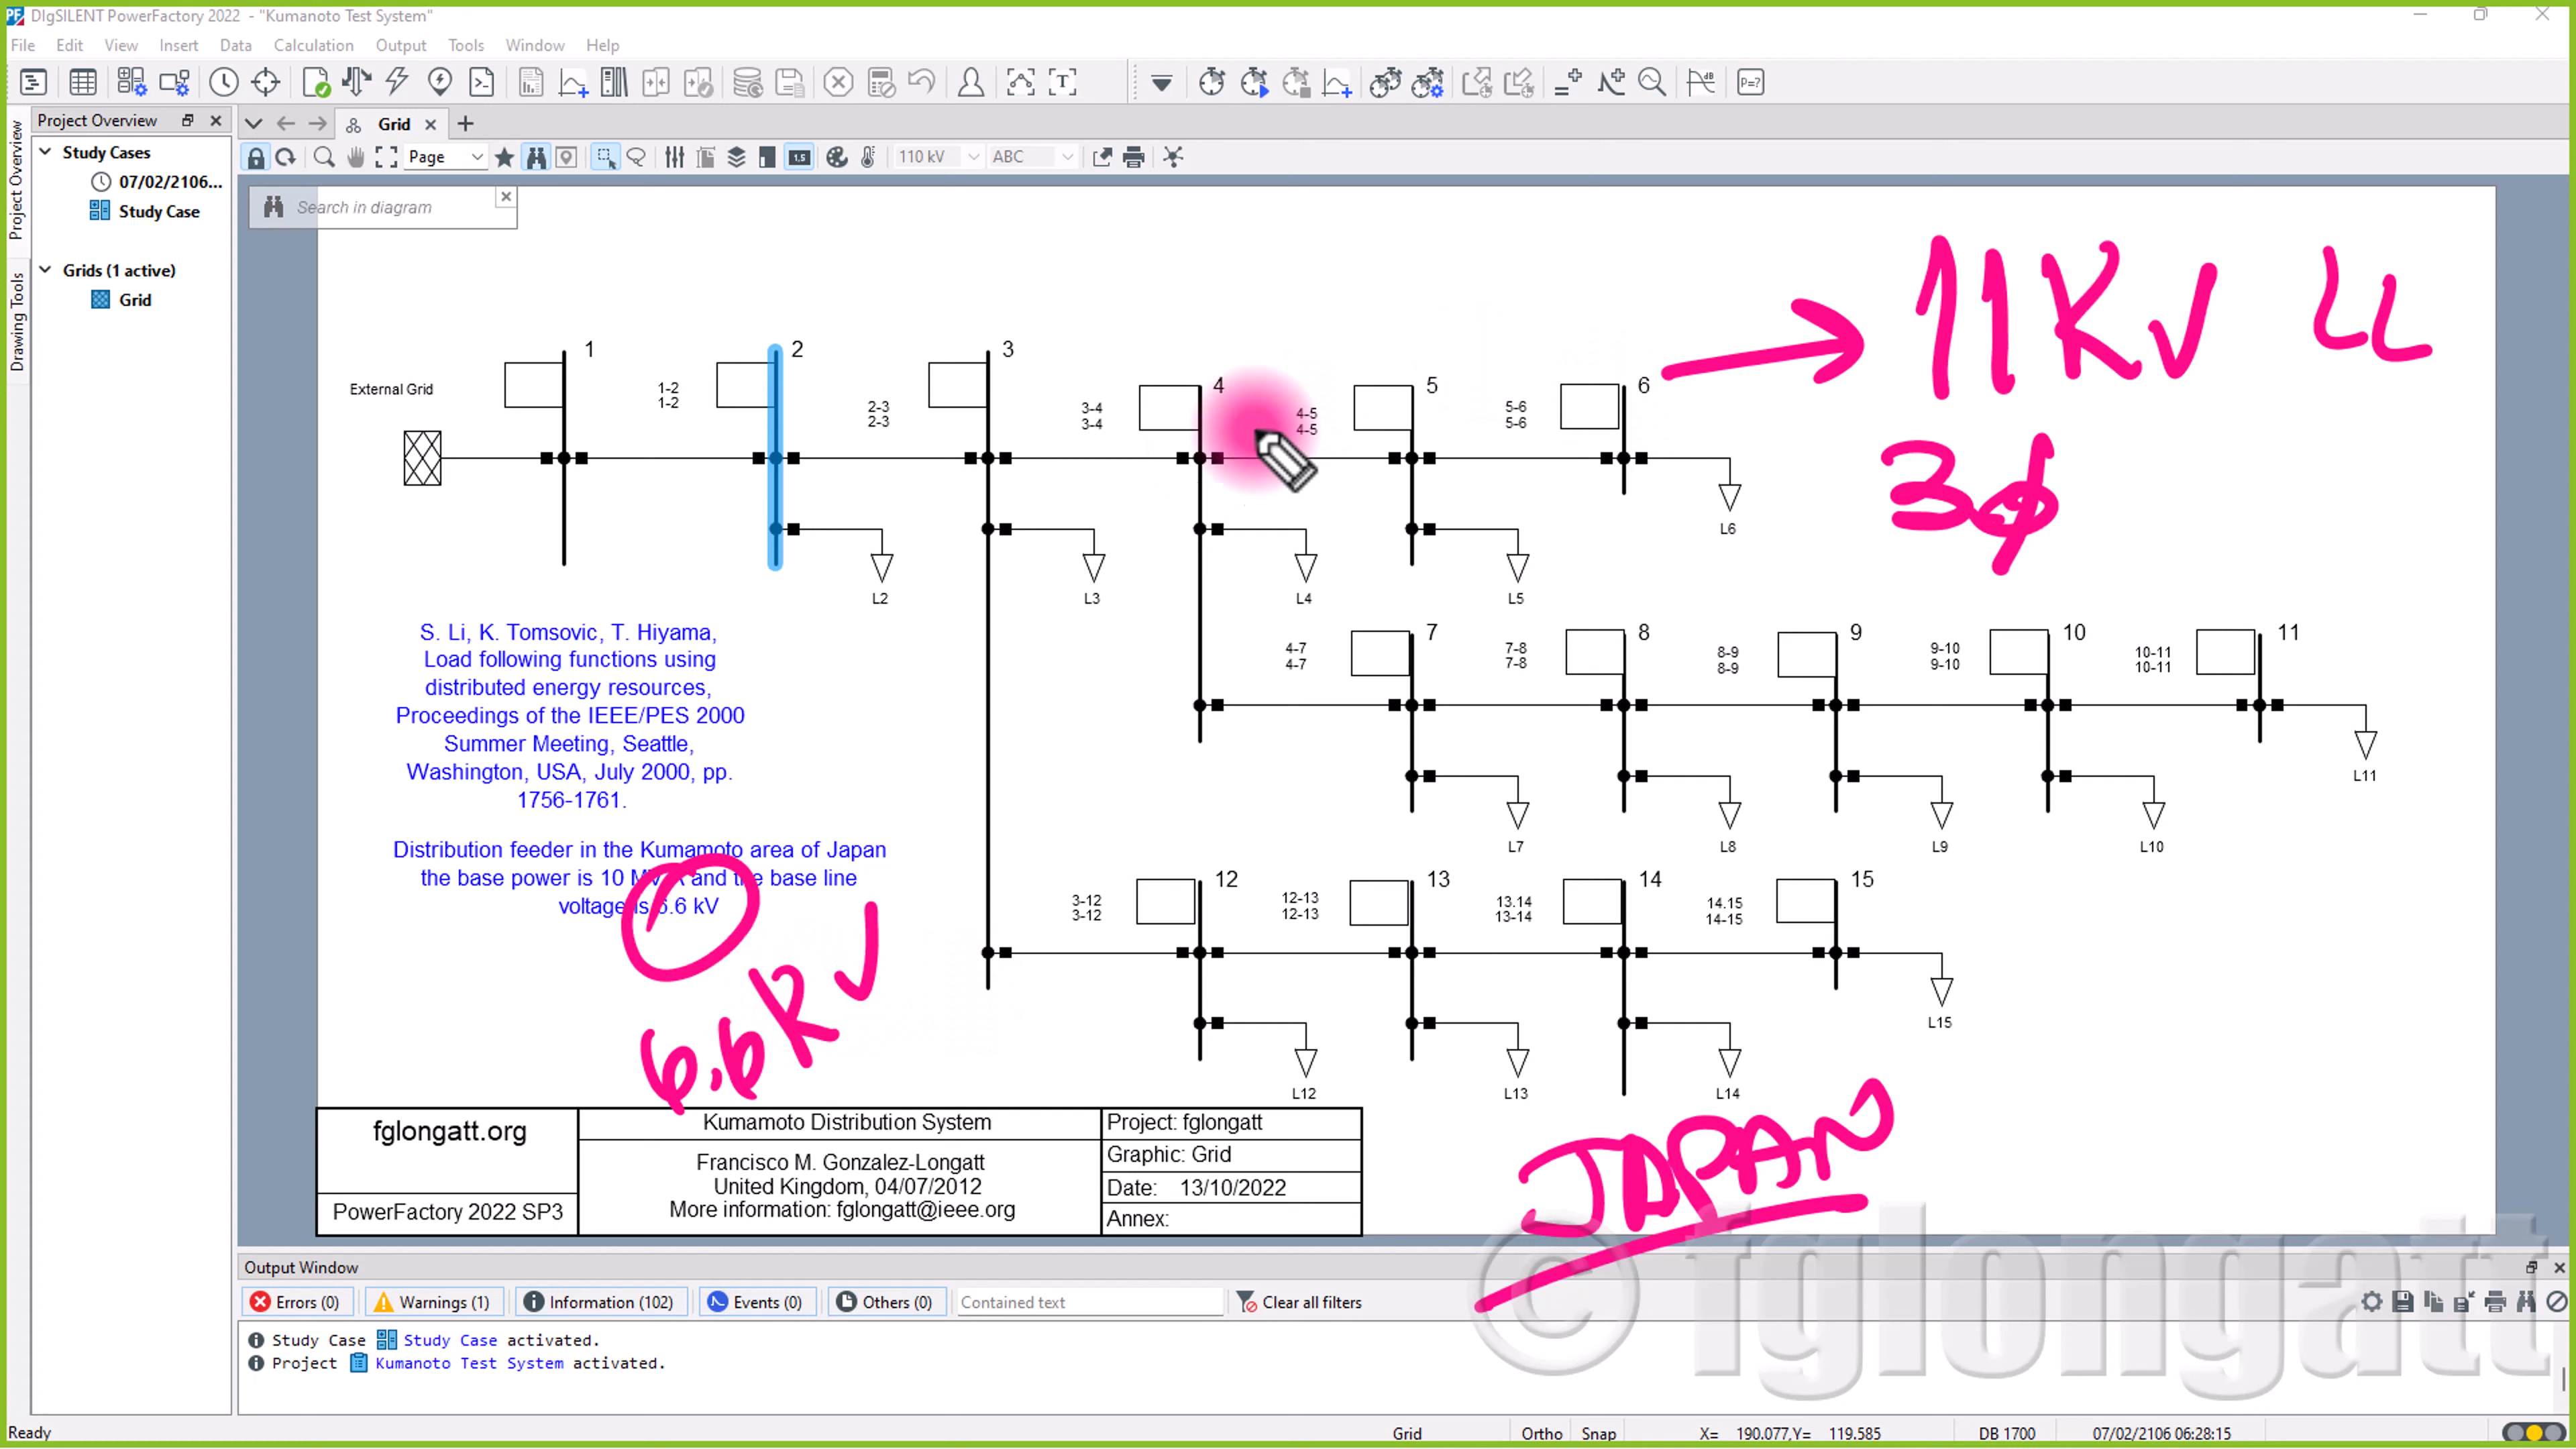 DIgSILENT PowerFactory 2022 - "Kumanoto Test System"
File Edit View Insert Data Calculation Output Tools Window Help
Project Overview
Study Cases
07/02/2106...
Study Case
Grids (1 active)
Grid
Project Overview
Drawing Tools
Grid
Page
1.5
110 kV
ABC
dB
P=?
Search in diagram
11 KV LL
3ϕ
External Grid
1
1-2
1-2
2
2-3
2-3
3
3-4
3-4
4
4-5
4-5
5
5-6
5-6
6
L2
L3
L4
L5
L6
4-7
4-7
7
7-8
7-8
8
8-9
8-9
9
9-10
9-10
10
10-11
10-11
11
L7
L8
L9
L10
L11
3-12
3-12
12
12-13
12-13
13
13.14
13-14
14
14.15
14-15
15
L12
L13
L14
L15
S. Li, K. Tomsovic, T. Hiyama,
Load following functions using
distributed energy resources,
Proceedings of the IEEE/PES 2000
Summer Meeting, Seattle,
Washington, USA, July 2000, pp.
1756-1761.
Distribution feeder in the Kumamoto area of Japan
the base power is 10 MVA and the base line
voltage is 6.6 kV
6.6 KV
JAPAN
fglongatt.org
PowerFactory 2022 SP3
Kumamoto Distribution System
Francisco M. Gonzalez-Longatt
United Kingdom, 04/07/2012
More information: fglongatt@ieee.org
Project: fglongatt
Graphic: Grid
Date: 13/10/2022
Annex:
© fglongatt
Output Window
Errors (0) Warnings (1) Information (102) Events (0) Others (0) Contained text Clear all filters
Study Case Study Case activated.
Project Kumanoto Test System activated.
Ready
Grid Ortho Snap X= 190.077,Y= 119.585 DB 1700 07/02/2106 06:28:15